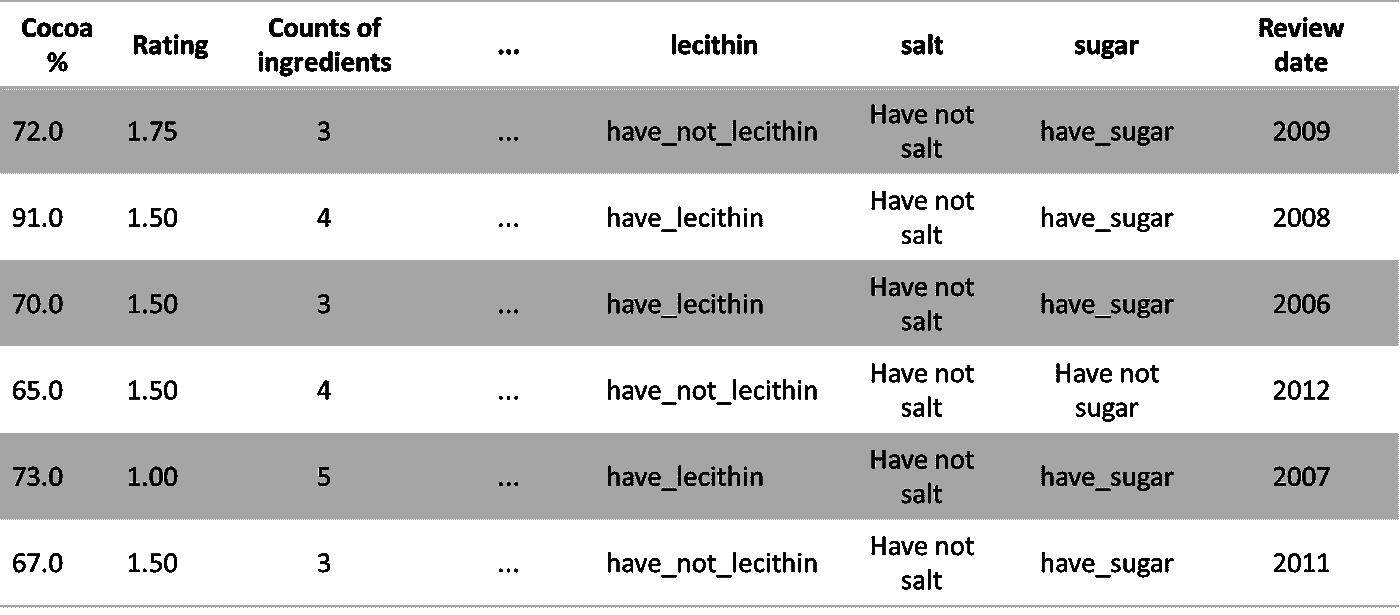 Cocoa % Rating Counts of ingredients ... lecithin salt sugar Review date
72.0 1.75 3 ... have_not_lecithin Have not salt have_sugar 2009
91.0 1.50 4 ... have_lecithin Have not salt have_sugar 2008
70.0 1.50 3 ... have_lecithin Have not salt have_sugar 2006
65.0 1.50 4 ... have_not_lecithin Have not salt Have not sugar 2012
73.0 1.00 5 ... have_lecithin Have not salt have_sugar 2007
67.0 1.50 3 ... have_not_lecithin Have not salt have_sugar 2011